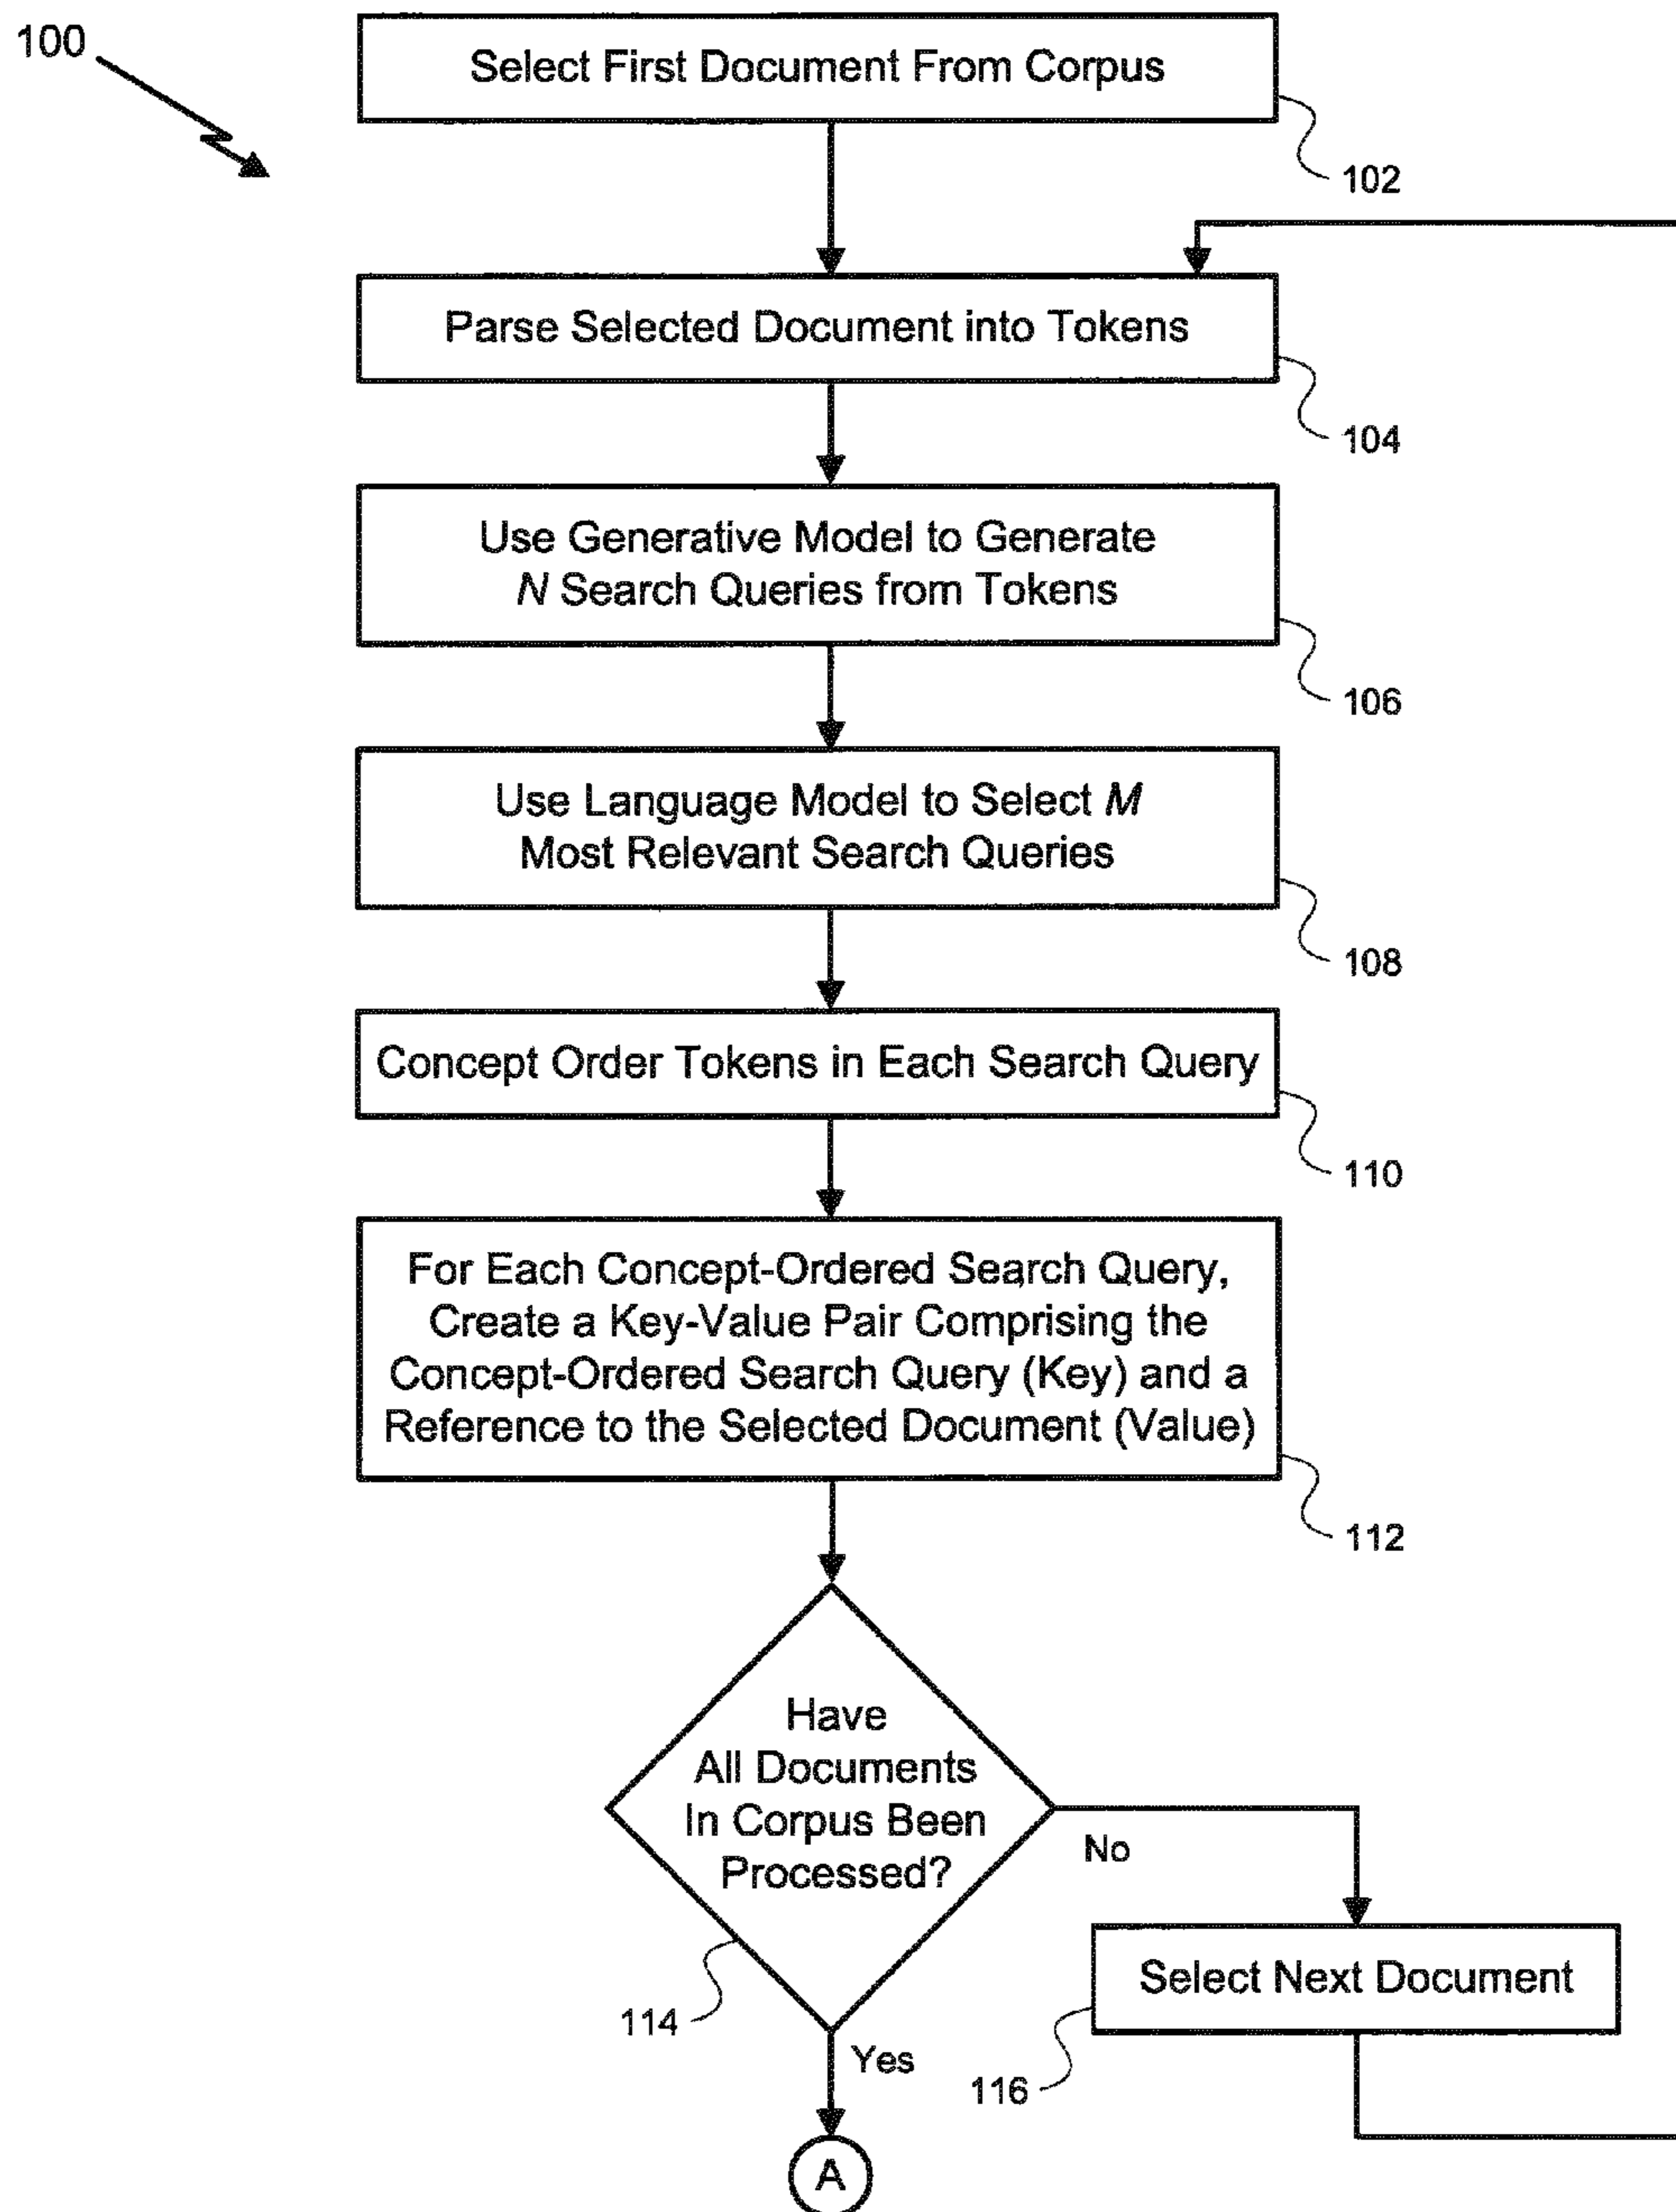 100
Select First Document From Corpus
102
Parse Selected Document into Tokens
104
Use Generative Model to Generate
N Search Queries from Tokens
106
Use Language Model to Select M
Most Relevant Search Queries
108
Concept Order Tokens in Each Search Query
110
For Each Concept-Ordered Search Query,
Create a Key-Value Pair Comprising the
Concept-Ordered Search Query (Key) and a
Reference to the Selected Document (Value)
112
Have
All Documents
In Corpus Been
Processed?
No
Select Next Document
114
Yes
116
A